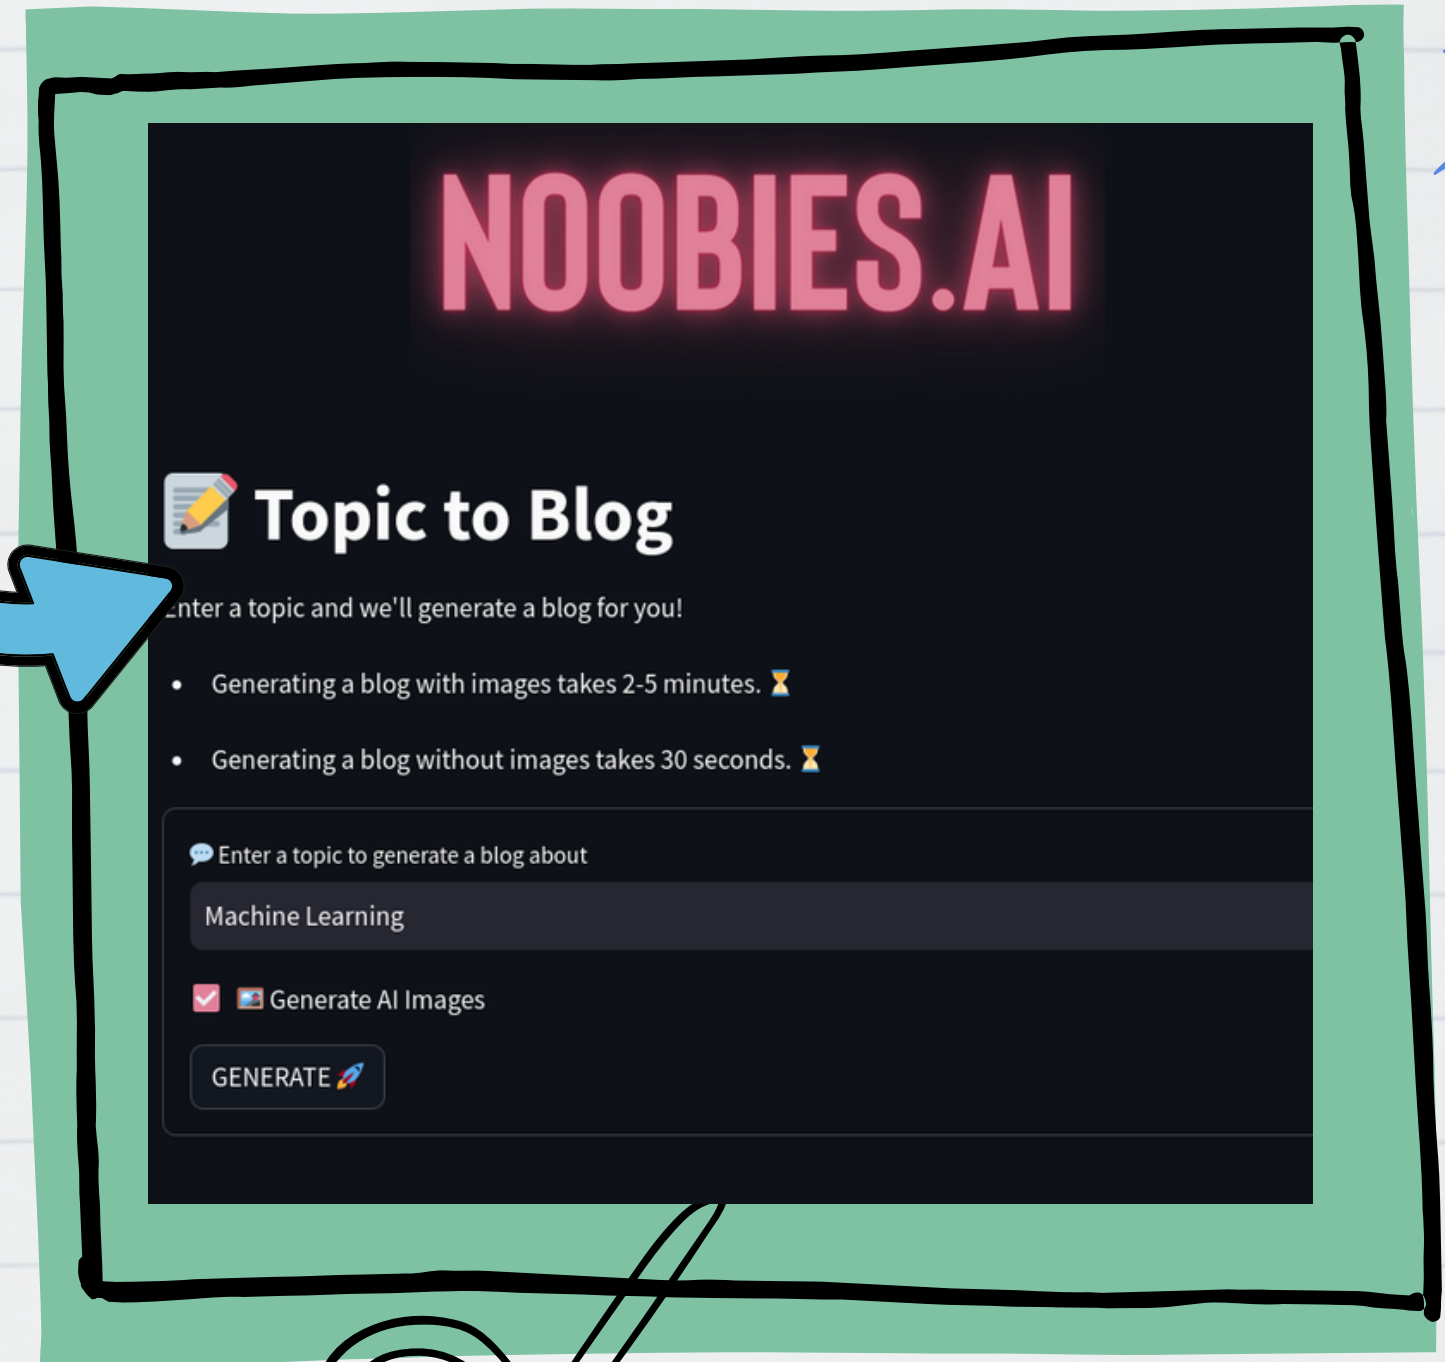 NOOBIES.AI
📝 Topic to Blog
Enter a topic and we'll generate a blog for you!
• Generating a blog with images takes 2-5 minutes. ⏳
• Generating a blog without images takes 30 seconds. ⏳
💬 Enter a topic to generate a blog about
Machine Learning
🖼️ Generate AI Images
GENERATE 🚀